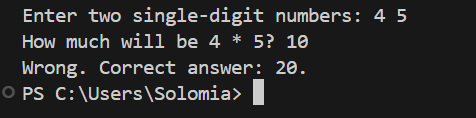 Enter two single-digit numbers: 4 5
How much will be 4 * 5? 10
Wrong. Correct answer: 20.
PS C:\Users\Solomia>